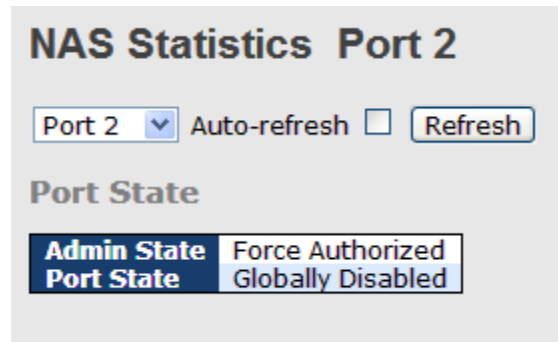 NAS Statistics Port 2
Port 2 Auto-refresh Refresh
Port State
Admin State Force Authorized
Port State Globally Disabled